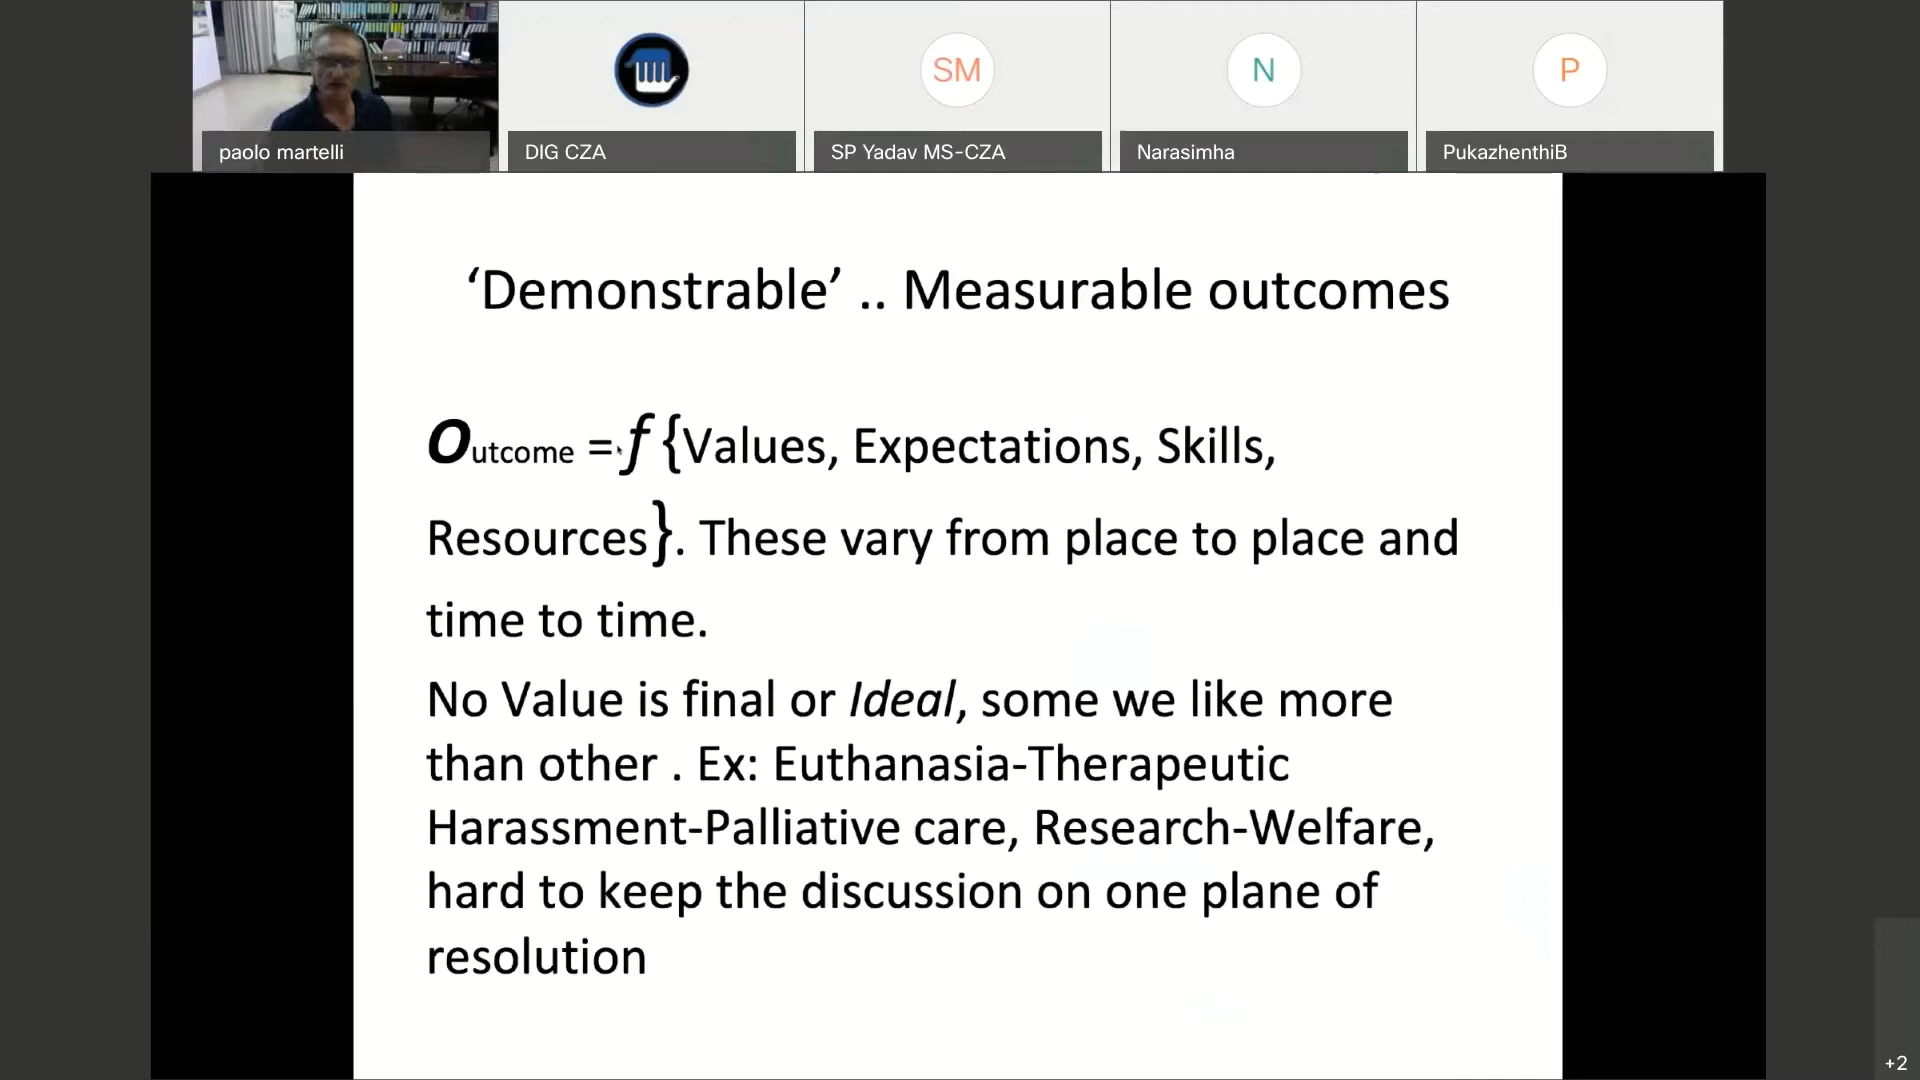 SM
N
P
paolo martelli
DIG CZA
SP Yadav MS-CZA
Narasimha
PukazhenthiB
‘Demonstrable’ .. Measurable outcomes
Outcome = f {Values, Expectations, Skills,
Resources}. These vary from place to place and
time to time.
No Value is final or Ideal, some we like more
than other . Ex: Euthanasia-Therapeutic
Harassment-Palliative care, Research-Welfare,
hard to keep the discussion on one plane of
resolution
+2